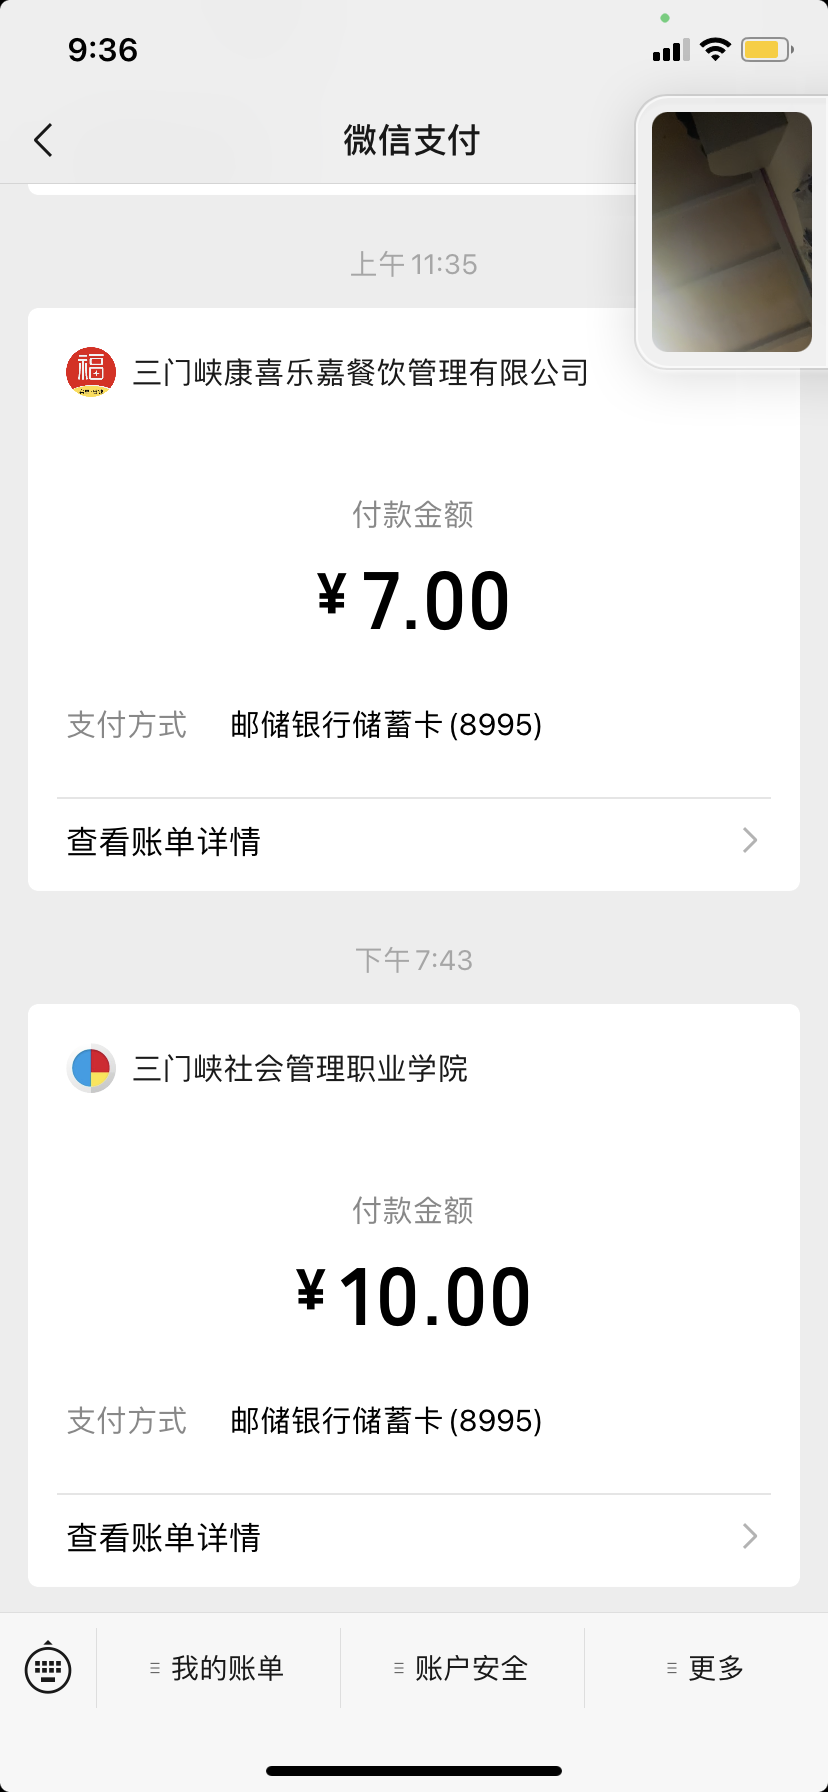 9:36
微信支付
上午 11:35
福
三门峡康喜乐嘉餐饮管理有限公司
付款金额
¥7.00
支付方式 邮储银行储蓄卡(8995)
查看账单详情
下午 7:43
三门峡社会管理职业学院
付款金额
¥10.00
支付方式 邮储银行储蓄卡(8995)
查看账单详情
我的账单 账户安全 更多